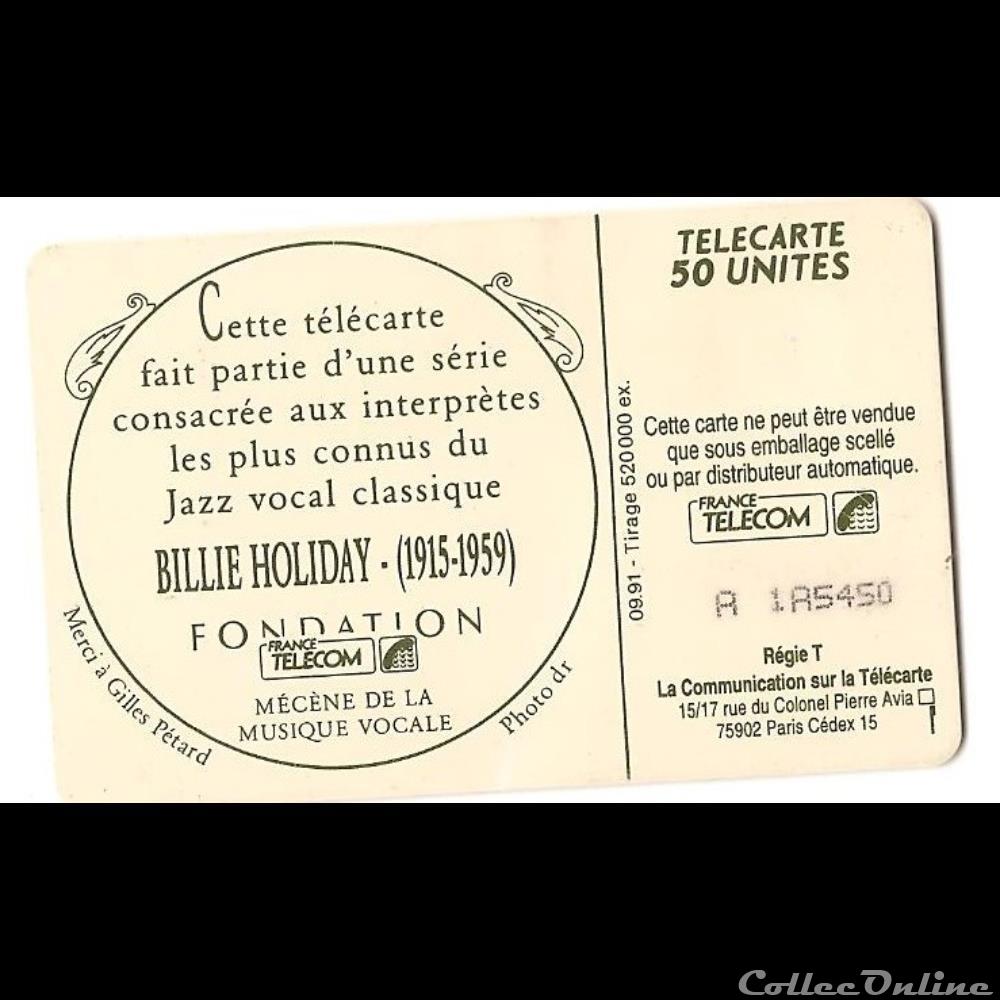 Cette télécarte
fait partie d'une série
consacrée aux interprètes
les plus connus du
Jazz vocal classique
BILLIE HOLIDAY - (1915-1959)
FONDATION
FRANCE
TELECOM
MÉCÈNE DE LA
MUSIQUE VOCALE
Merci à Gilles Pétard
Photo dr
09.91 - Tirage 520000 ex.
TELECARTE
50 UNITES
Cette carte ne peut être vendue
que sous emballage scellé
ou par distributeur automatique.
FRANCE
TELECOM
A 1A5450
Régie T
La Communication sur la Télécarte
15/17 rue du Colonel Pierre Avia
75902 Paris Cédex 15
CollecOnline